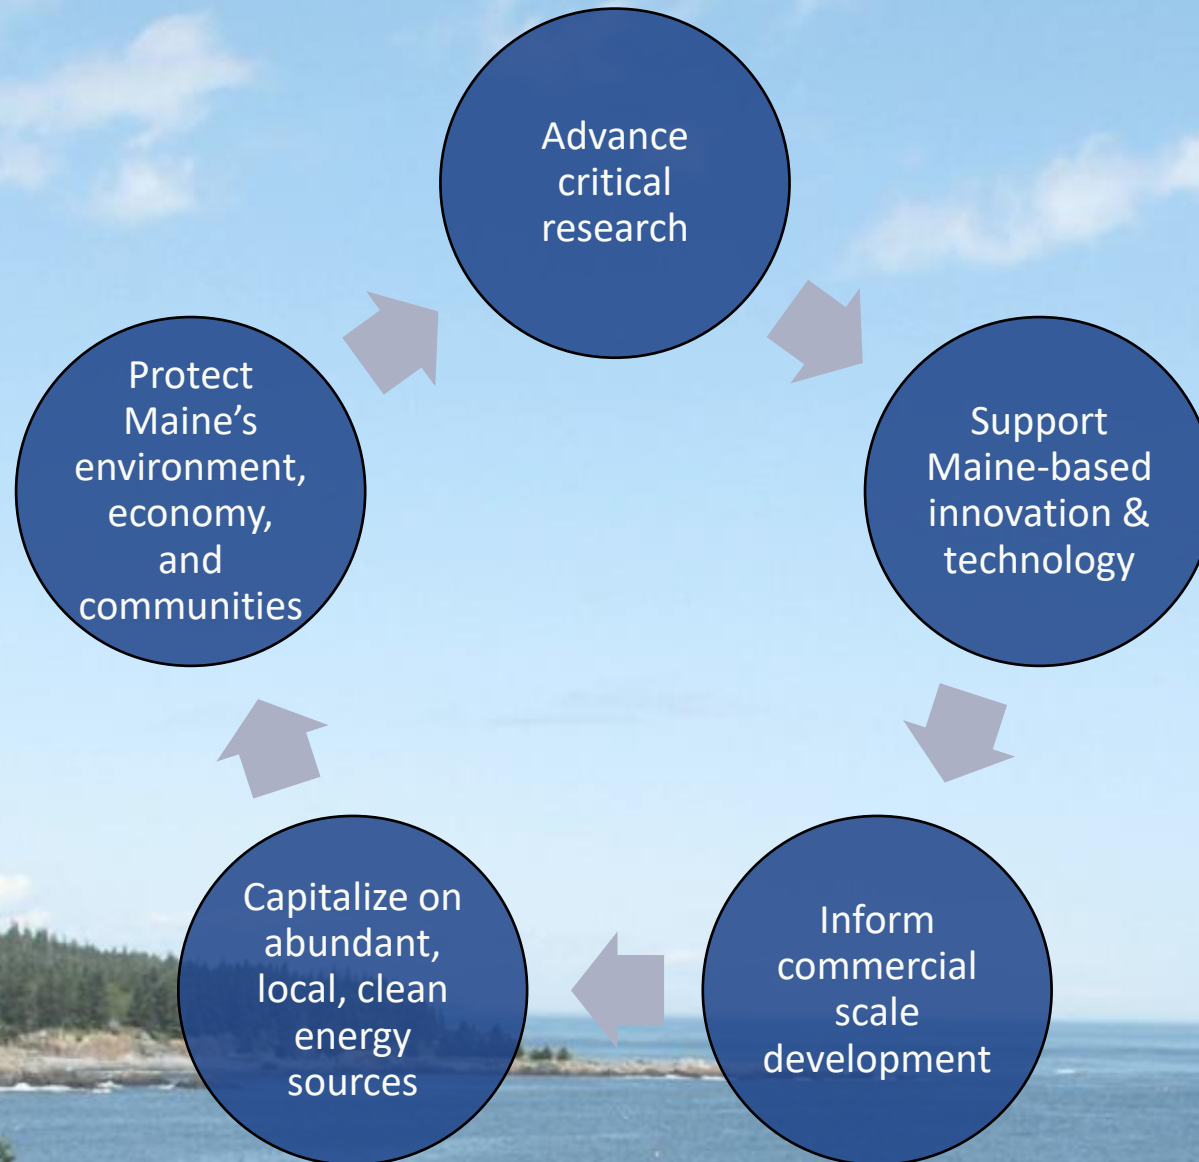 Advance
critical
research
Support
Maine-based
innovation &
technology
Inform
commercial
scale
development
Capitalize on
abundant,
local, clean
energy
sources
Protect
Maine’s
environment,
economy,
and
communities